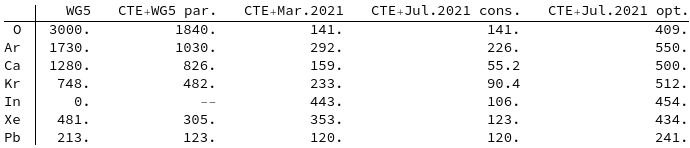 WG5 CTE+WG5 par. CTE+Mar.2021 CTE+Jul.2021 cons. CTE+Jul.2021 opt.
O 3000. 1840. 141. 141. 409.
Ar 1730. 1030. 292. 226. 550.
Ca 1280. 826. 159. 55.2 500.
Kr 748. 482. 233. 90.4 512.
In 0. -- 443. 106. 454.
Xe 481. 305. 353. 123. 434.
Pb 213. 123. 120. 120. 241.